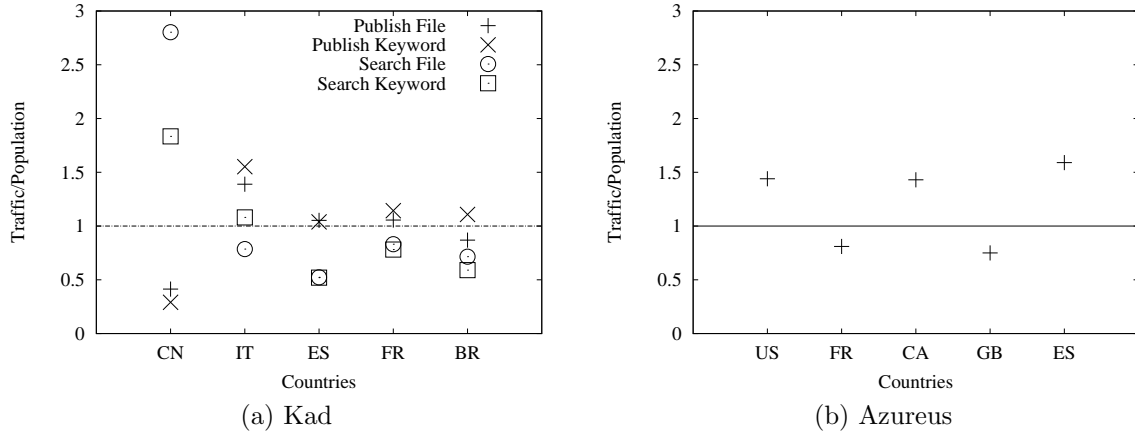 3
2.5
2
1.5
1
0.5
0
Traffic/Population
Publish File
Publish Keyword
Search File
Search Keyword
CN IT ES FR BR
Countries
(a) Kad
3
2.5
2
1.5
1
0.5
0
Traffic/Population
US FR CA GB ES
Countries
(b) Azureus